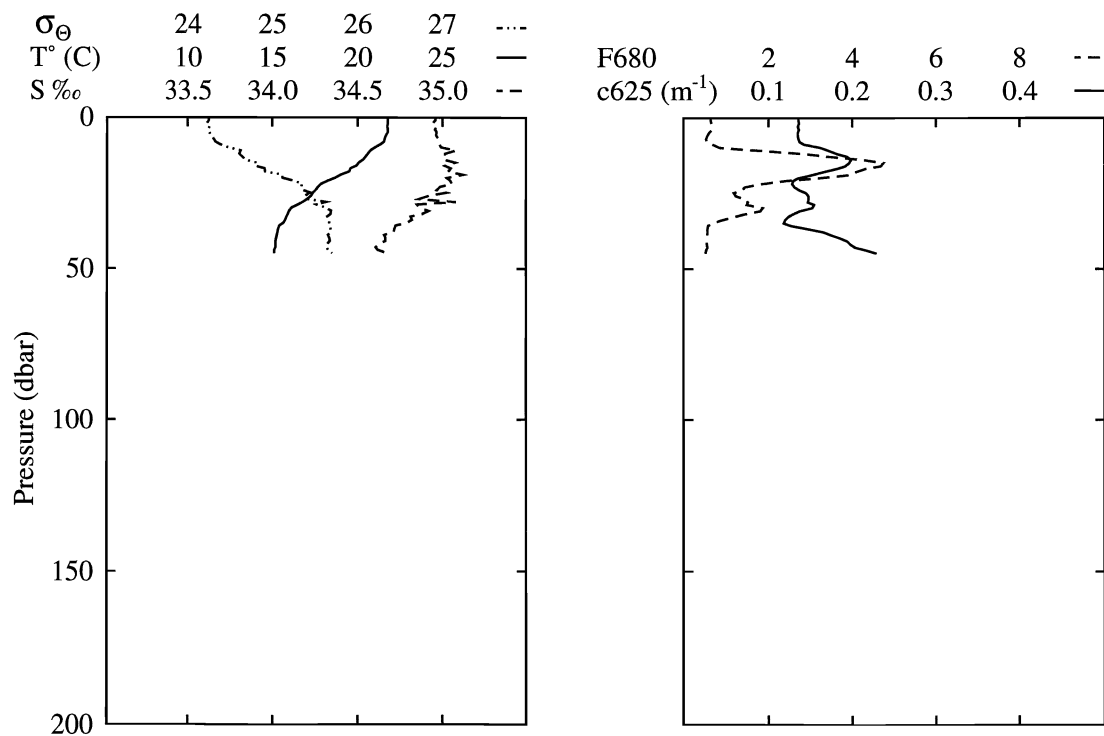 σΘ 24 25 26 27
T° (C) 10 15 20 25
S ‰ 33.5 34.0 34.5 35.0
F680 2 4 6 8
c625 (m⁻¹) 0.1 0.2 0.3 0.4
0
50
100
150
200
Pressure (dbar)